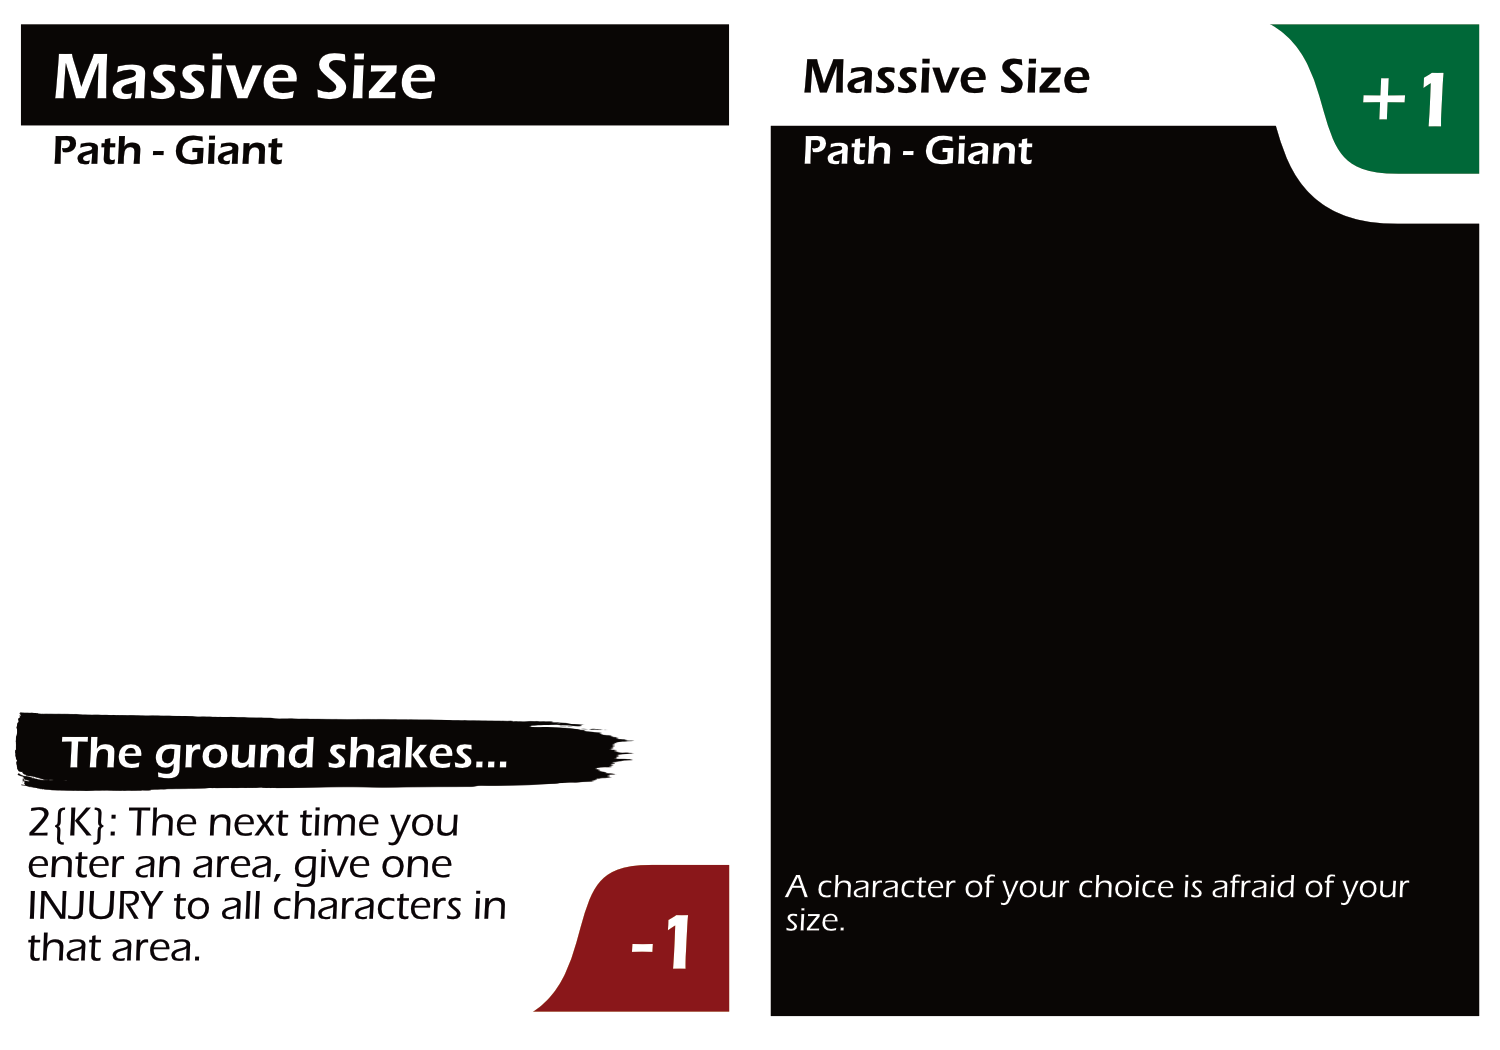 Massive Size
Path - Giant
The ground shakes...
2{K}: The next time you
enter an area, give one
INJURY to all characters in
that area.
-1
Massive Size
+1
Path - Giant
A character of your choice is afraid of your
size.